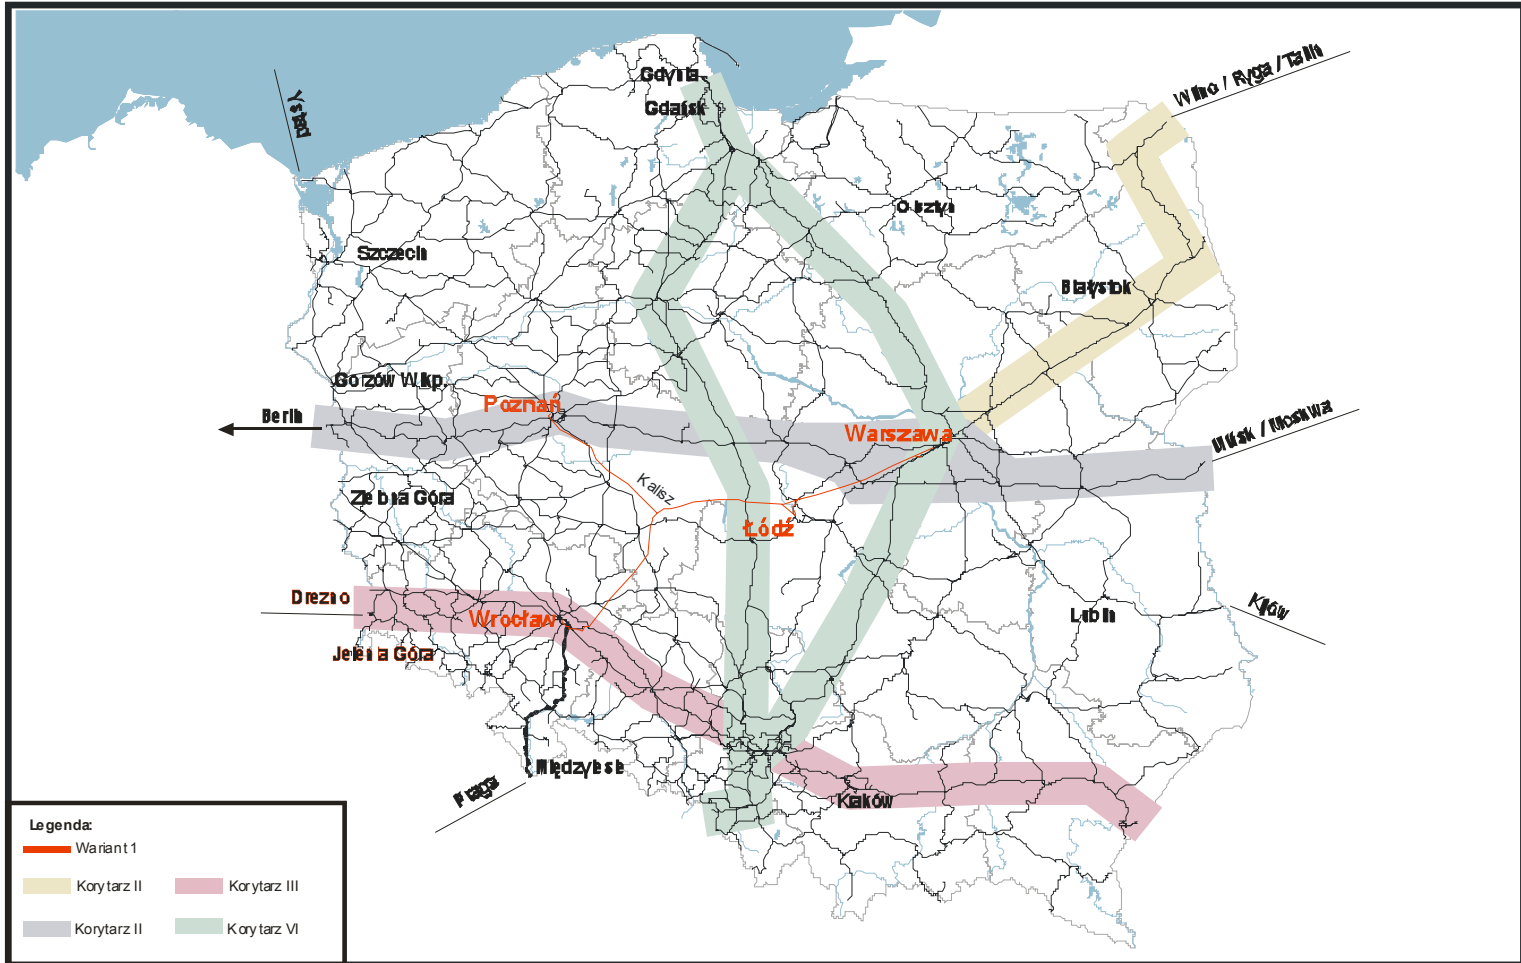 Wilno / Ryga / Talin
Gdynia
Gdańsk
Ystad
Olsztyn
Szczecin
Białystok
Gorzów Wlkp.
Poznań
Berlin
Mińsk / Moskwa
Warszawa
Kalisz
Zielona Góra
Łódź
Drezno
Wrocław
Kijów
Lublin
Jelenia Góra
Międzylesie
Praga
Kraków
Legenda:
Wariant 1
Korytarz II
Korytarz III
Korytarz II
Korytarz VI